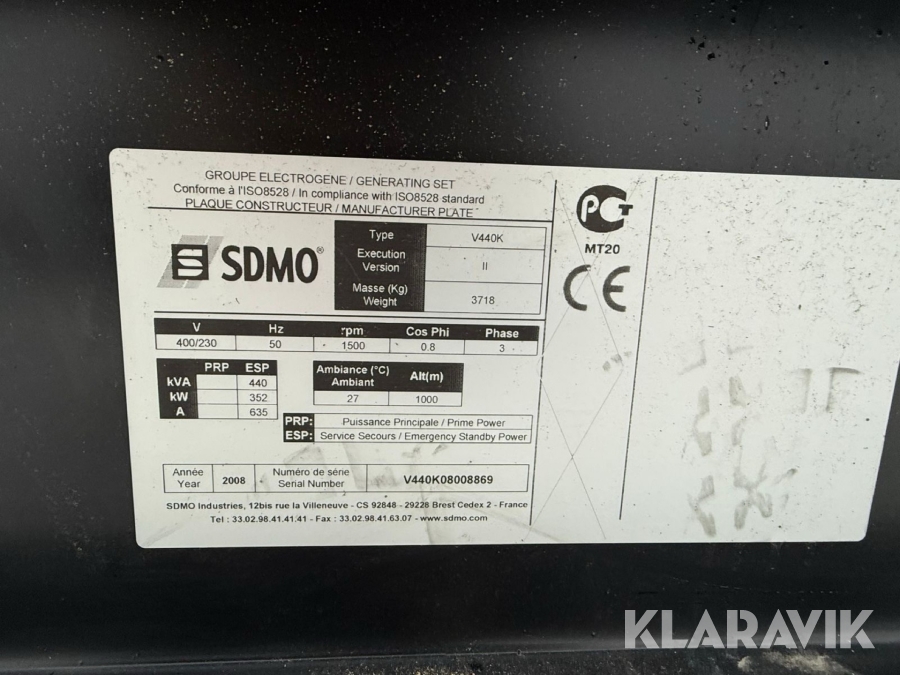 KLARAVIK
GROUPE ELECTROGENE / GENERATING SET
Conforme à l'ISO8528 / In compliance with ISO8528 standard
PLAQUE CONSTRUCTEUR / MANUFACTURER PLATE
SDMO®
Type V440K
Execution Version II
Masse (Kg) Weight 3718
PCT
MT20
CE
V Hz rpm Cos Phi Phase
400/230 50 1500 0.8 3
PRP ESP
kVA 440
kW 352
A 635
Ambiance (°C) Ambiant Alt(m)
27 1000
PRP: Puissance Principale / Prime Power
ESP: Service Secours / Emergency Standby Power
Année Year 2008 Numéro de série Serial Number V440K08008869
SDMO Industries, 12bis rue la Villeneuve - CS 92848 - 29228 Brest Cedex 2 - France
Tel : 33.02.98.41.41.41 - Fax : 33.02.98.41.63.07 - www.sdmo.com
KLARAVIK